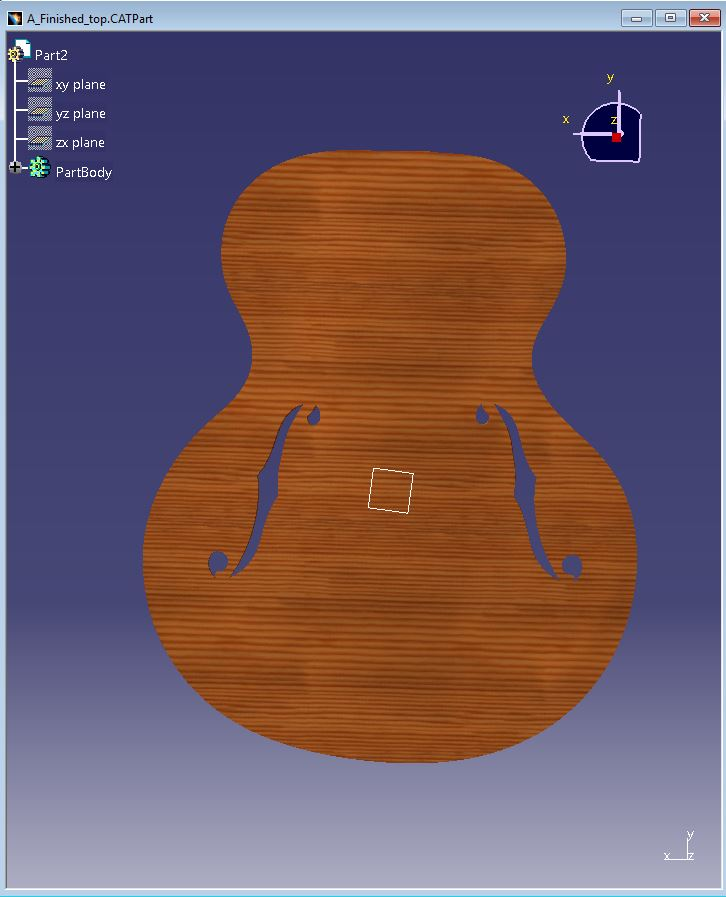 A_Finished_top.CATPart
Part2
xy plane
yz plane
zx plane
PartBody
y
x
z
y
x z